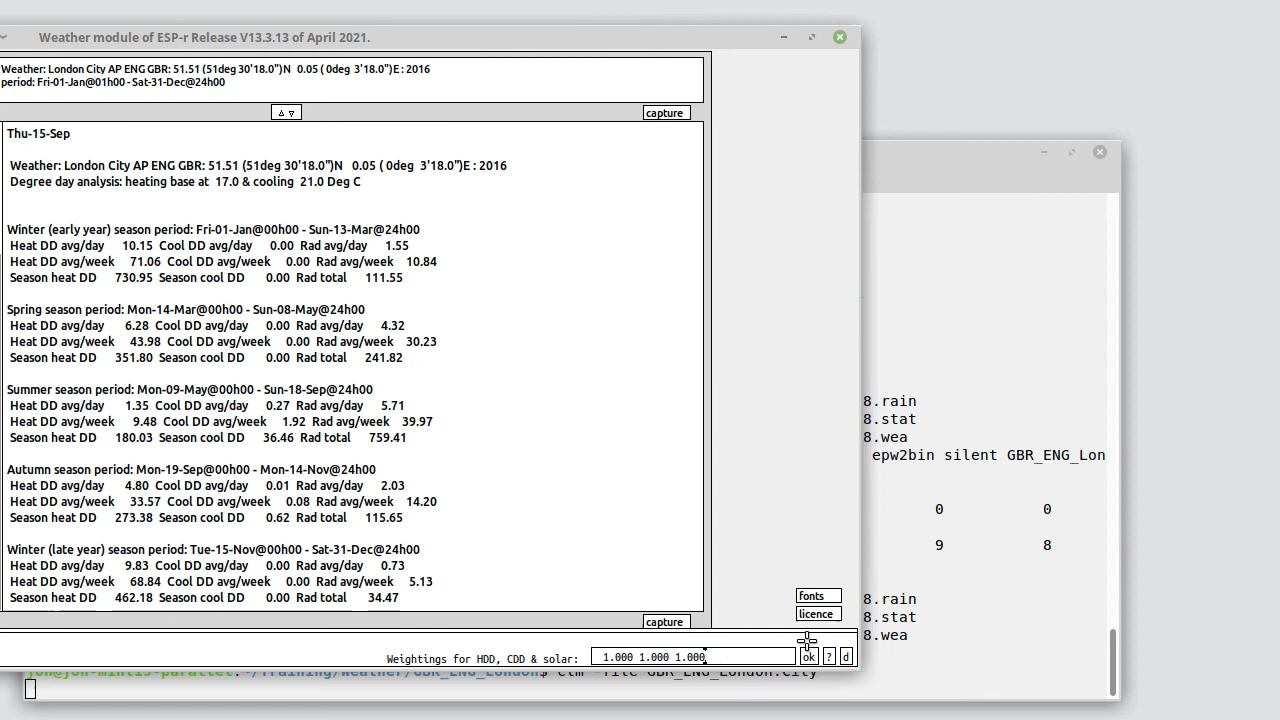 Weather module of ESP-r Release V13.3.13 of April 2021.
Weather: London City AP ENG GBR: 51.51 (51deg 30'18.0")N 0.05 ( 0deg 3'18.0")E : 2016
period: Fri-01-Jan@01h00 - Sat-31-Dec@24h00
capture
Thu-15-Sep
Weather: London City AP ENG GBR: 51.51 (51deg 30'18.0")N 0.05 ( 0deg 3'18.0")E : 2016
Degree day analysis: heating base at 17.0 & cooling 21.0 Deg C
Winter (early year) season period: Fri-01-Jan@00h00 - Sun-13-Mar@24h00
Heat DD avg/day 10.15 Cool DD avg/day 0.00 Rad avg/day 1.55
Heat DD avg/week 71.06 Cool DD avg/week 0.00 Rad avg/week 10.84
Season heat DD 730.95 Season cool DD 0.00 Rad total 111.55
Spring season period: Mon-14-Mar@00h00 - Sun-08-May@24h00
Heat DD avg/day 6.28 Cool DD avg/day 0.00 Rad avg/day 4.32
Heat DD avg/week 43.98 Cool DD avg/week 0.00 Rad avg/week 30.23
Season heat DD 351.80 Season cool DD 0.00 Rad total 241.82
Summer season period: Mon-09-May@00h00 - Sun-18-Sep@24h00
Heat DD avg/day 1.35 Cool DD avg/day 0.27 Rad avg/day 5.71
Heat DD avg/week 9.48 Cool DD avg/week 1.92 Rad avg/week 39.97
Season heat DD 180.03 Season cool DD 36.46 Rad total 759.41
Autumn season period: Mon-19-Sep@00h00 - Mon-14-Nov@24h00
Heat DD avg/day 4.80 Cool DD avg/day 0.01 Rad avg/day 2.03
Heat DD avg/week 33.57 Cool DD avg/week 0.08 Rad avg/week 14.20
Season heat DD 273.38 Season cool DD 0.62 Rad total 115.65
Winter (late year) season period: Tue-15-Nov@00h00 - Sat-31-Dec@24h00
Heat DD avg/day 9.83 Cool DD avg/day 0.00 Rad avg/day 0.73
Heat DD avg/week 68.84 Cool DD avg/week 0.00 Rad avg/week 5.13
Season heat DD 462.18 Season cool DD 0.00 Rad total 34.47
fonts
licence
capture
Weightings for HDD, CDD & solar: 1.000 1.000 1.000 ok ? d
8.rain
8.stat
8.wea
epw2bin silent GBR_ENG_Lon
0 0
9 8
8.rain
8.stat
8.wea
jon@jon-mint19-parallel:~/Training/weather/GBR_ENG_London$ clm -file GBR_ENG_London.City